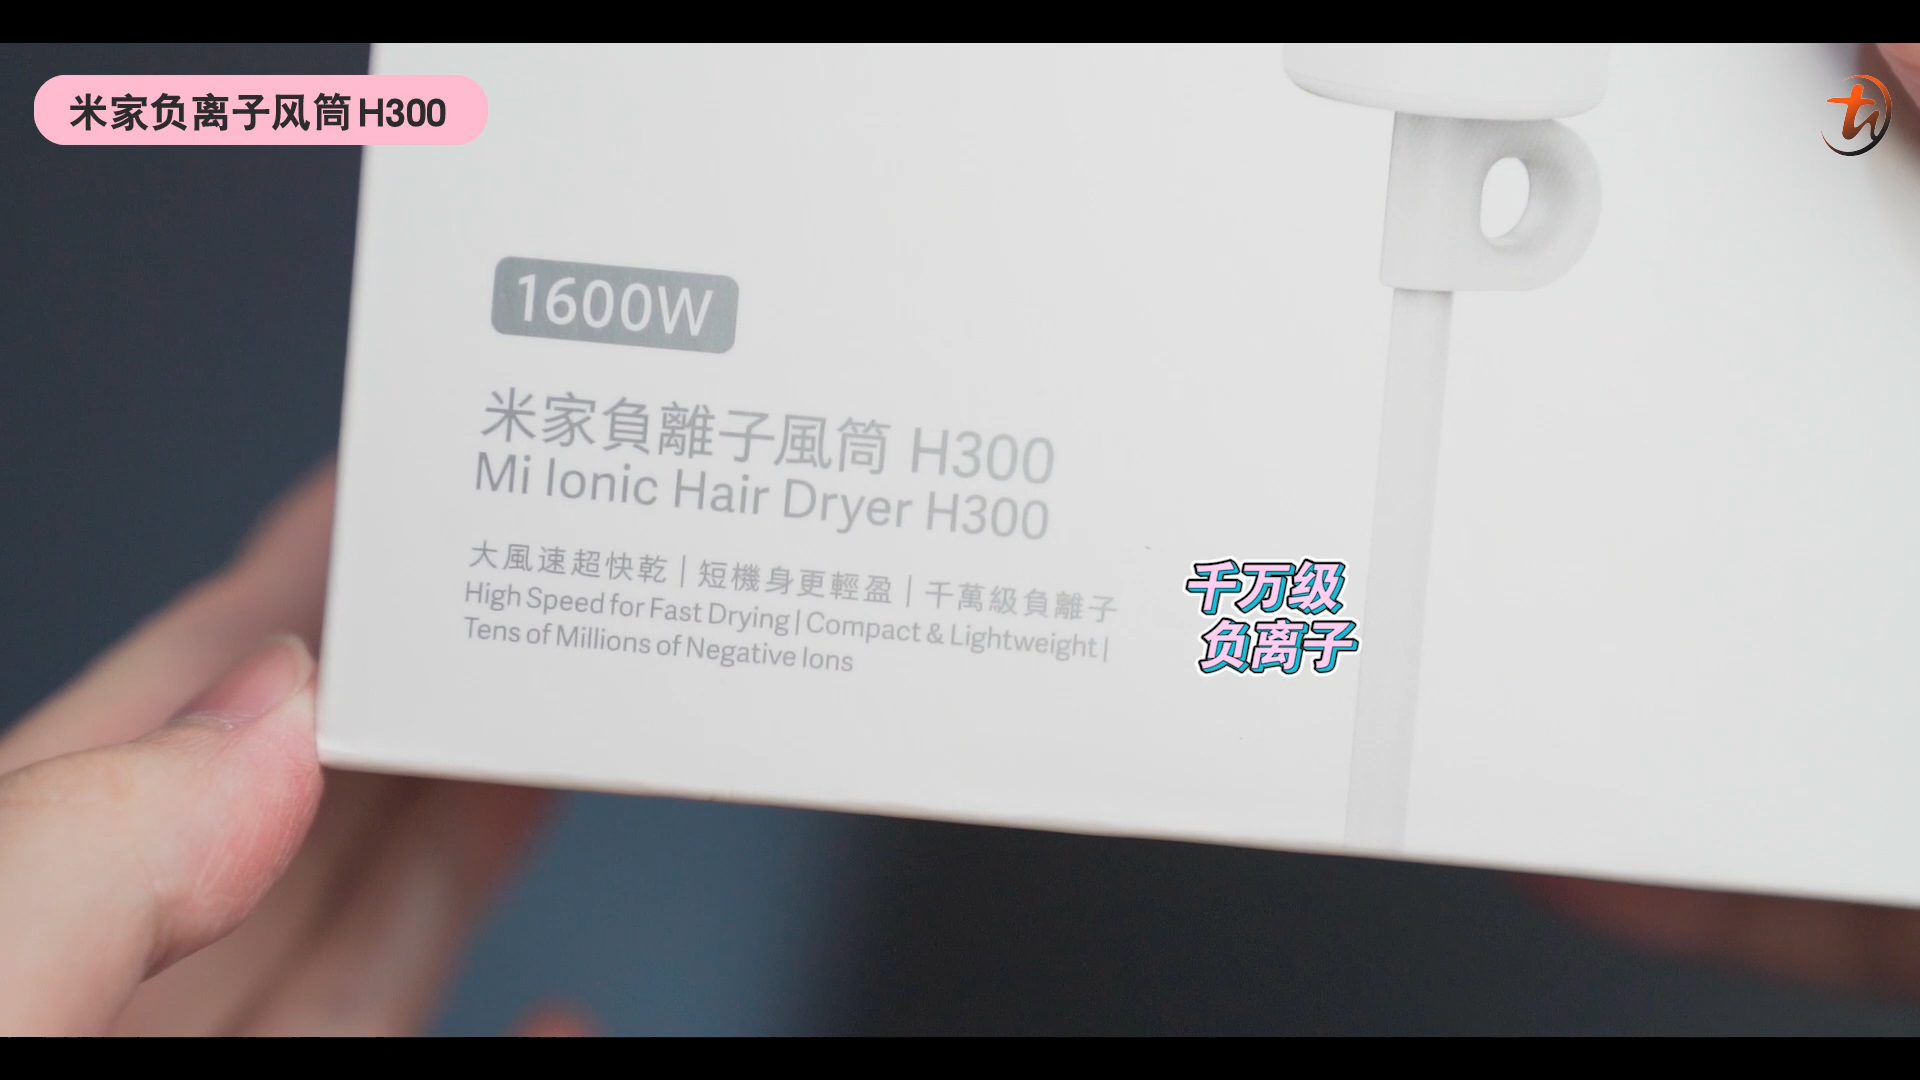 米家负离子风筒H300
1600W
米家負離子風筒 H300
Mi Ionic Hair Dryer H300
大風速超快乾 | 短機身更輕盈 | 千萬級負離子
High Speed for Fast Drying | Compact & Lightweight |
Tens of Millions of Negative Ions
千万级
负离子